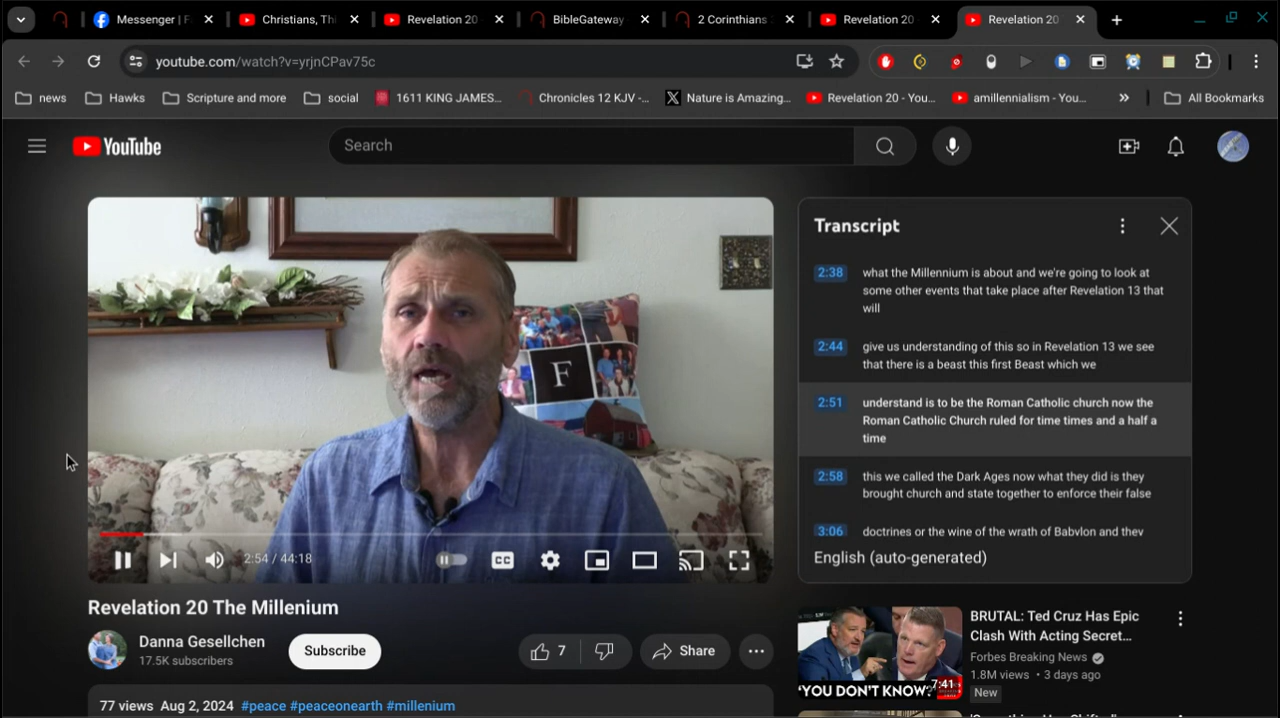 Messenger | F
Christians, Thi
Revelation 20
BibleGateway
2 Corinthians
Revelation 20
Revelation 20
youtube.com/watch?v=yrjnCPav75c
news
Hawks
Scripture and more
social
1611 KING JAMES...
Chronicles 12 KJV -...
Nature is Amazing...
Revelation 20 - You...
amillennialism - You...
All Bookmarks
YouTube
Search
F
Transcript
2:38 what the Millennium is about and we're going to look at
some other events that take place after Revelation 13 that
will
2:44 give us understanding of this so in Revelation 13 we see
that there is a beast this first Beast which we
2:51 understand is to be the Roman Catholic church now the
Roman Catholic Church ruled for time times and a half a
time
2:58 this we called the Dark Ages now what they did is they
brought church and state together to enforce their false
3:06 doctrines or the wine of the wrath of Babylon and they
English (auto-generated)
2:54 / 44:18
CC
Revelation 20 The Millenium
Danna Gesellchen
17.5K subscribers
Subscribe
7
Share
77 views Aug 2, 2024 #peace #peaceonearth #millenium
'YOU DON'T KNOW'
7:41
BRUTAL: Ted Cruz Has Epic
Clash With Acting Secret...
Forbes Breaking News
1.8M views • 3 days ago
New